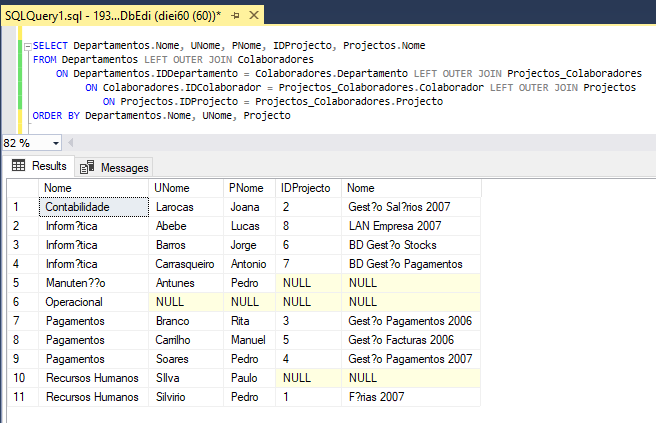 SQLQuery1.sql - 193...DbEdi (diei60 (60))*
SELECT Departamentos.Nome, UNome, PNome, IDProjecto, Projectos.Nome
FROM Departamentos LEFT OUTER JOIN Colaboradores
ON Departamentos.IDDepartamento = Colaboradores.Departamento LEFT OUTER JOIN Projectos_Colaboradores
ON Colaboradores.IDColaborador = Projectos_Colaboradores.Colaborador LEFT OUTER JOIN Projectos
ON Projectos.IDProjecto = Projectos_Colaboradores.Projecto
ORDER BY Departamentos.Nome, UNome, Projecto
82 %
Results Messages
Nome UNome PNome IDProjecto Nome
1 Contabilidade Larocas Joana 2 Gest?o Sal?rios 2007
2 Inform?tica Abebe Lucas 8 LAN Empresa 2007
3 Inform?tica Barros Jorge 6 BD Gest?o Stocks
4 Inform?tica Carrasqueiro Antonio 7 BD Gest?o Pagamentos
5 Manuten??o Antunes Pedro NULL NULL
6 Operacional NULL NULL NULL NULL
7 Pagamentos Branco Rita 3 Gest?o Pagamentos 2006
8 Pagamentos Carrilho Manuel 5 Gest?o Facturas 2006
9 Pagamentos Soares Pedro 4 Gest?o Pagamentos 2007
10 Recursos Humanos SIlva Paulo NULL NULL
11 Recursos Humanos Silvirio Pedro 1 F?rias 2007